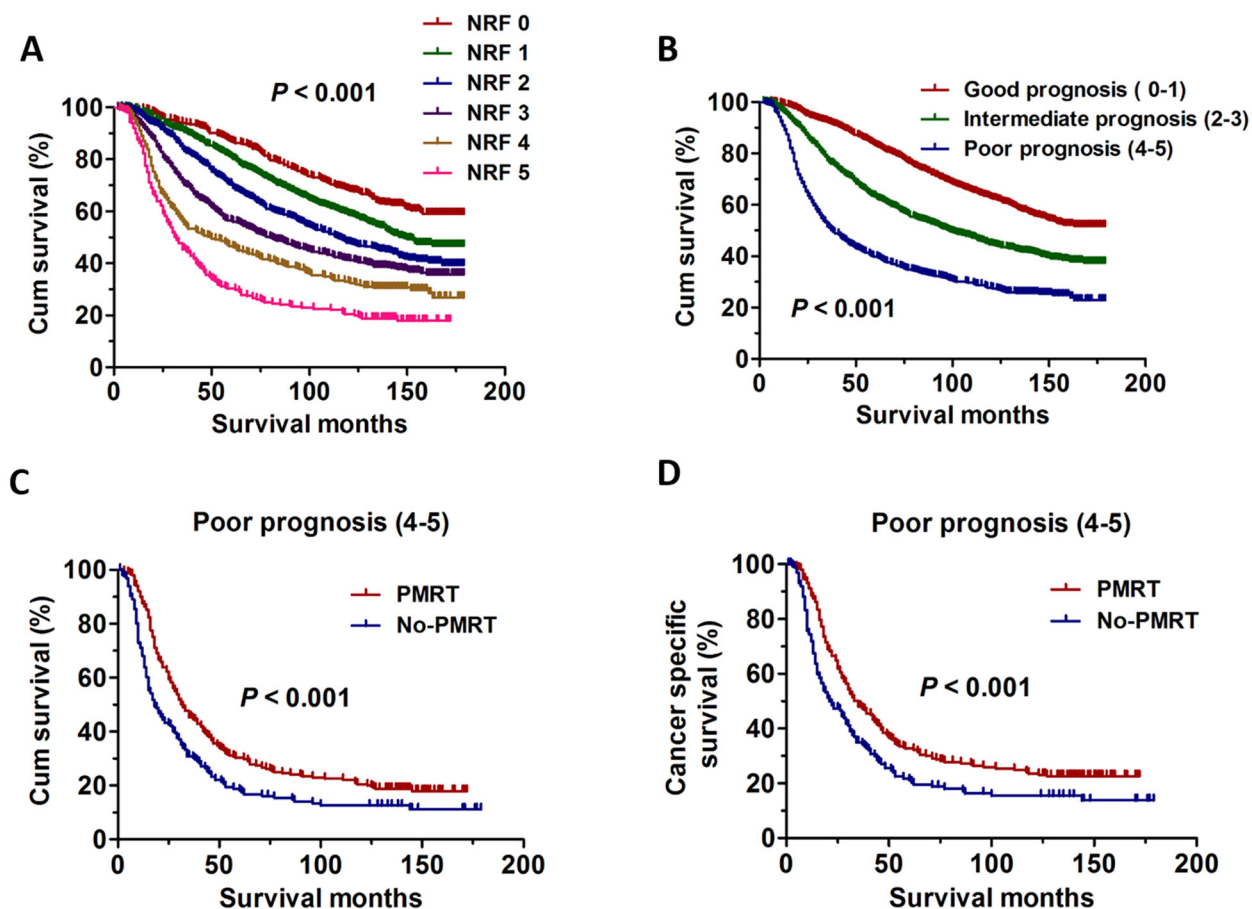 A
NRF 0
NRF 1
NRF 2
NRF 3
NRF 4
NRF 5
P < 0.001
Cum survival (%)
100
80
60
40
20
0
0 50 100 150 200
Survival months
B
Good prognosis ( 0-1)
Intermediate prognosis (2-3)
Poor prognosis (4-5)
Cum survival (%)
100
80
60
40
20
0
P < 0.001
0 50 100 150 200
Survival months
C
Poor prognosis (4-5)
PMRT
No-PMRT
P < 0.001
Cum survival (%)
100
80
60
40
20
0
0 50 100 150 200
Survival months
D
Poor prognosis (4-5)
PMRT
No-PMRT
P < 0.001
Cancer specific
survival (%)
100
80
60
40
20
0
0 50 100 150 200
Survival months